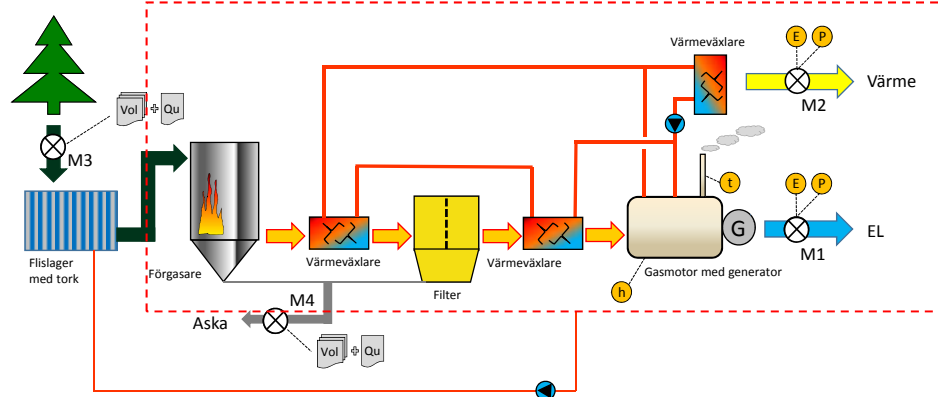 Värmeväxlare
E
P
M2
Värme
Vol
Qu
M3
t
E
P
G
M1
EL
Flislager
med tork
Förgasare
Värmeväxlare
Filter
Värmeväxlare
Gasmotor med generator
h
M4
Aska
Vol
Qu